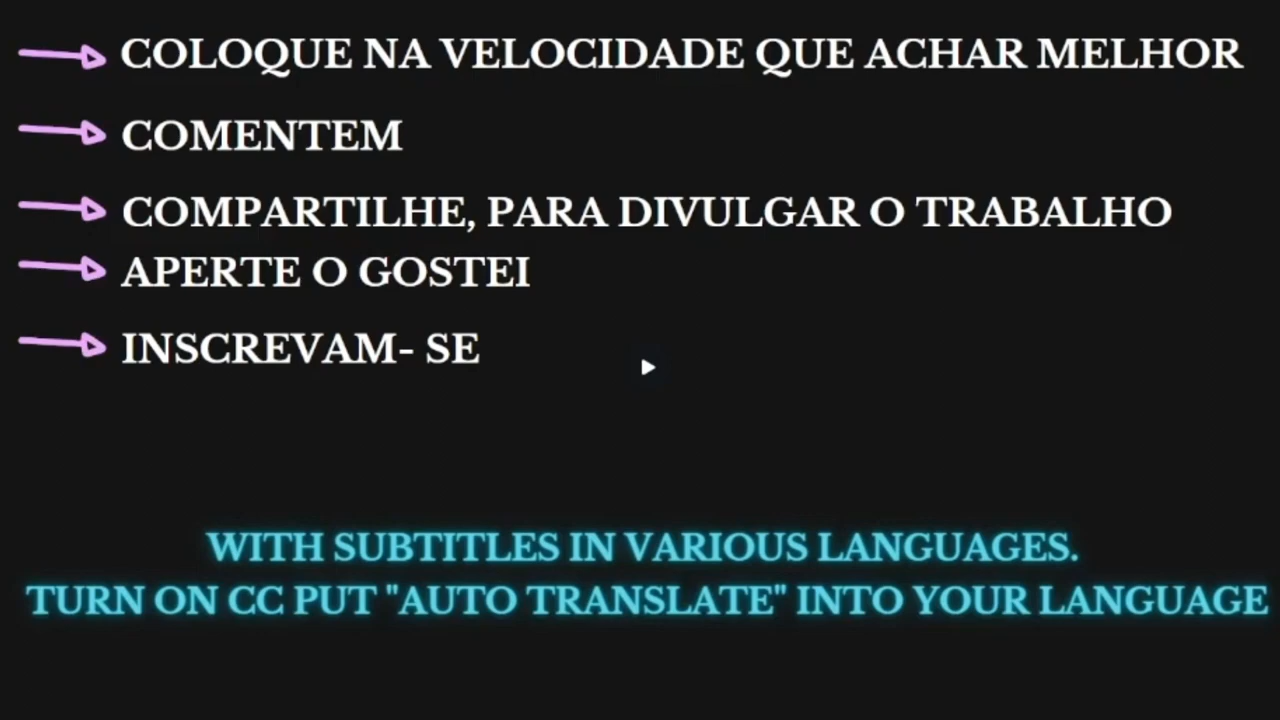 COLOQUE NA VELOCIDADE QUE ACHAR MELHOR
COMENTEM
COMPARTILHE, PARA DIVULGAR O TRABALHO
APERTE O GOSTEI
INSCREVAM- SE
WITH SUBTITLES IN VARIOUS LANGUAGES.
TURN ON CC PUT "AUTO TRANSLATE" INTO YOUR LANGUAGE